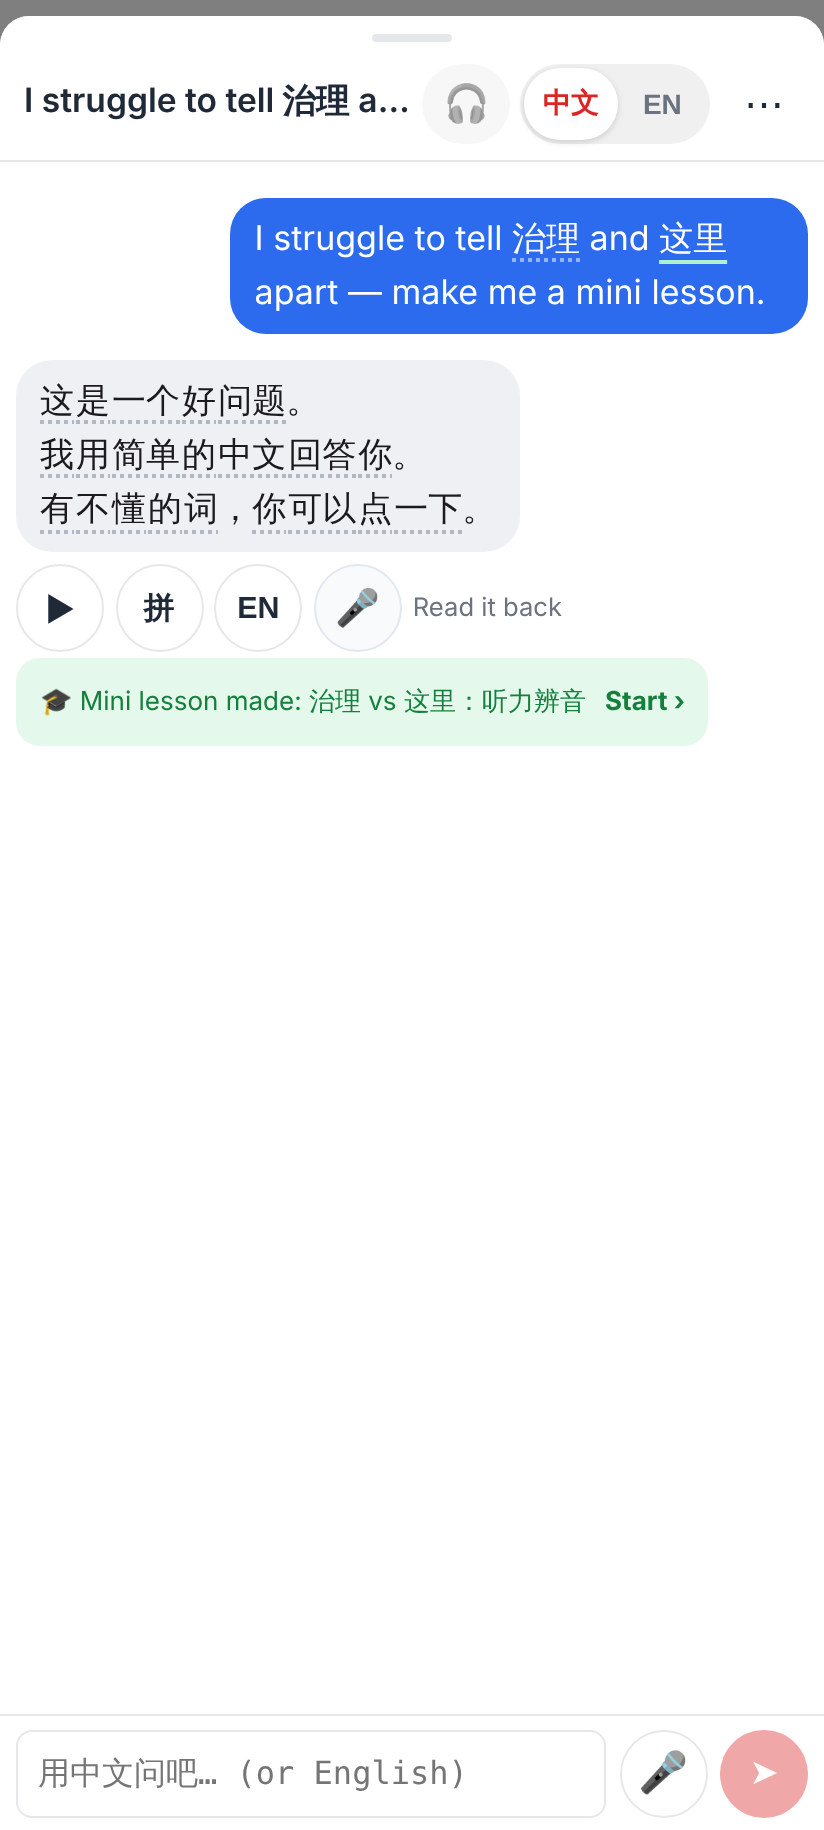 I struggle to tell 治理 a...
中文
EN
...
I struggle to tell 治理 and 这里
apart — make me a mini lesson.
这是一个好问题。
我用简单的中文回答你。
有不懂的词，你可以点一下。
拼
EN
Read it back
Mini lesson made: 治理 vs 这里：听力辨音 Start ›
用中文问吧… (or English)